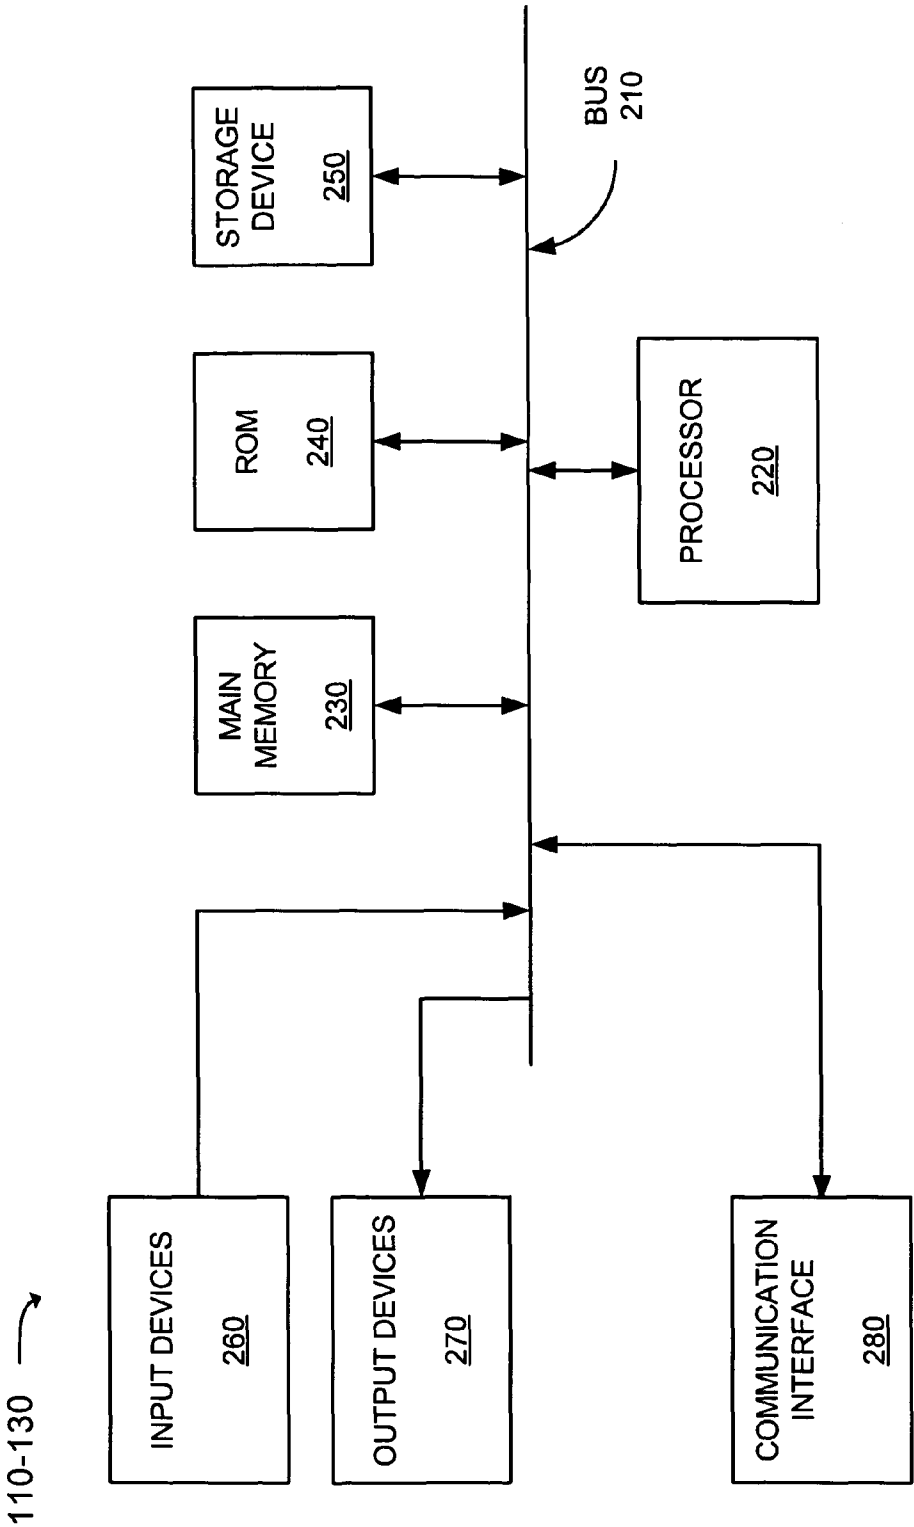 110-130
INPUT DEVICES
260
OUTPUT DEVICES
270
COMMUNICATION
INTERFACE
280
MAIN
MEMORY
230
ROM
240
STORAGE
DEVICE
250
PROCESSOR
220
BUS
210